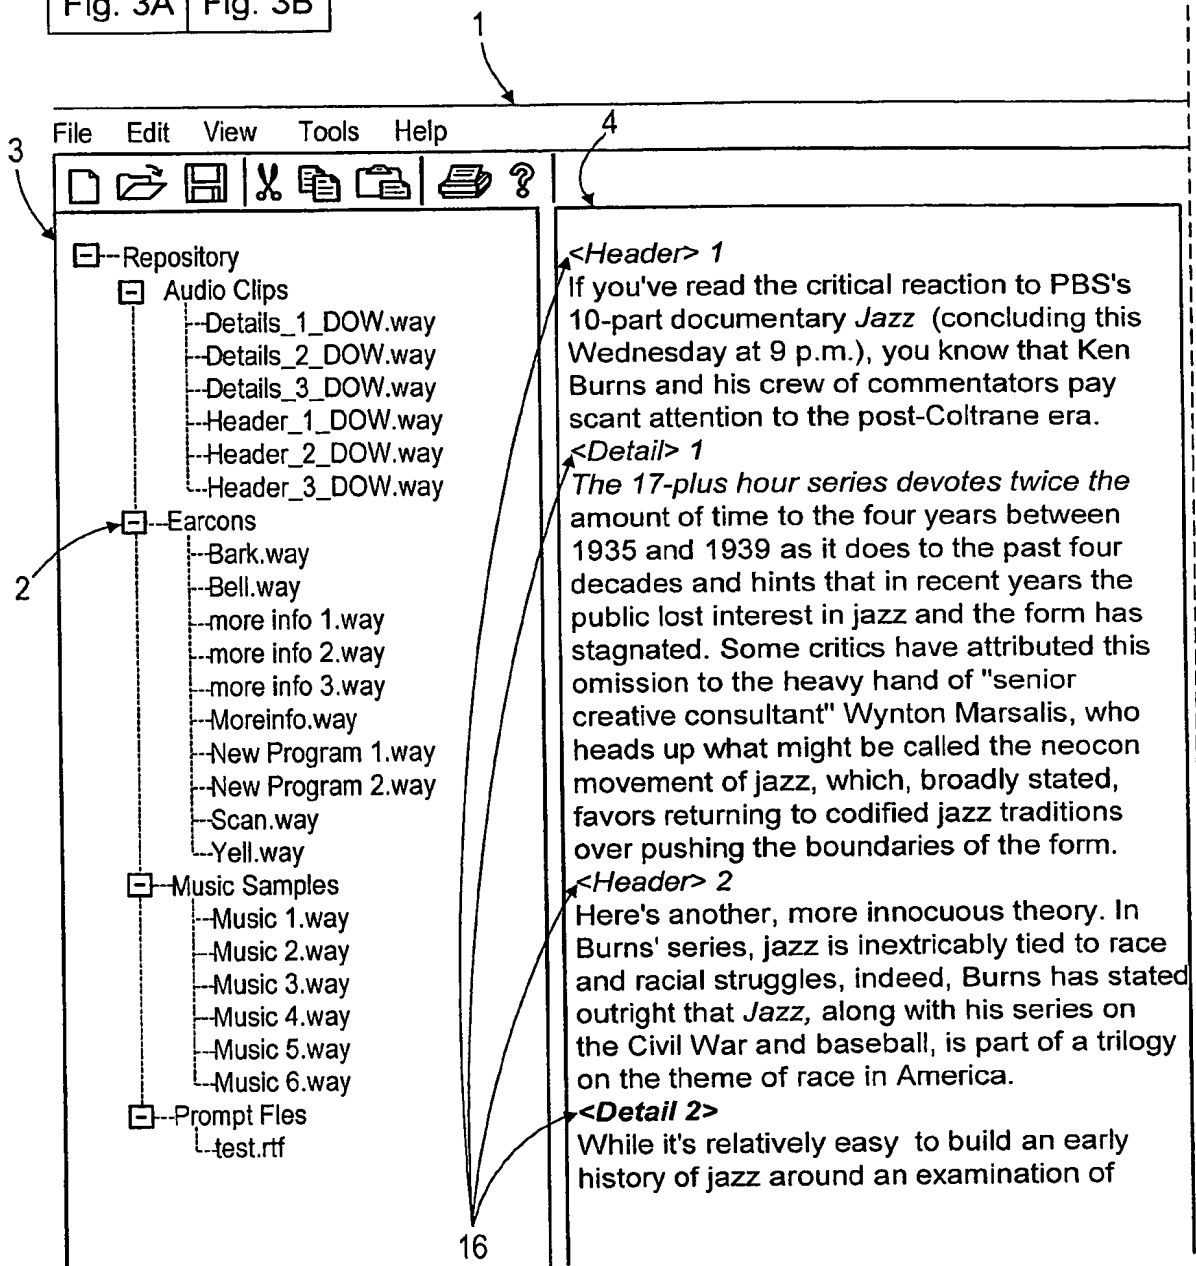 Fig. 3A Fig. 3B
1
File Edit View Tools Help
4
3
Repository
Audio Clips
Details_1_DOW.way
Details_2_DOW.way
Details_3_DOW.way
Header_1_DOW.way
Header_2_DOW.way
Header_3_DOW.way
Earcons
2
Bark.way
Bell.way
more info 1.way
more info 2.way
more info 3.way
Moreinfo.way
New Program 1.way
New Program 2.way
Scan.way
Yell.way
Music Samples
Music 1.way
Music 2.way
Music 3.way
Music 4.way
Music 5.way
Music 6.way
Prompt Fles
test.rtf
<Header> 1
If you've read the critical reaction to PBS's
10-part documentary Jazz (concluding this
Wednesday at 9 p.m.), you know that Ken
Burns and his crew of commentators pay
scant attention to the post-Coltrane era.
<Detail> 1
The 17-plus hour series devotes twice the
amount of time to the four years between
1935 and 1939 as it does to the past four
decades and hints that in recent years the
public lost interest in jazz and the form has
stagnated. Some critics have attributed this
omission to the heavy hand of "senior
creative consultant" Wynton Marsalis, who
heads up what might be called the neocon
movement of jazz, which, broadly stated,
favors returning to codified jazz traditions
over pushing the boundaries of the form.
<Header> 2
Here's another, more innocuous theory. In
Burns' series, jazz is inextricably tied to race
and racial struggles, indeed, Burns has stated
outright that Jazz, along with his series on
the Civil War and baseball, is part of a trilogy
on the theme of race in America.
<Detail 2>
While it's relatively easy to build an early
history of jazz around an examination of
16